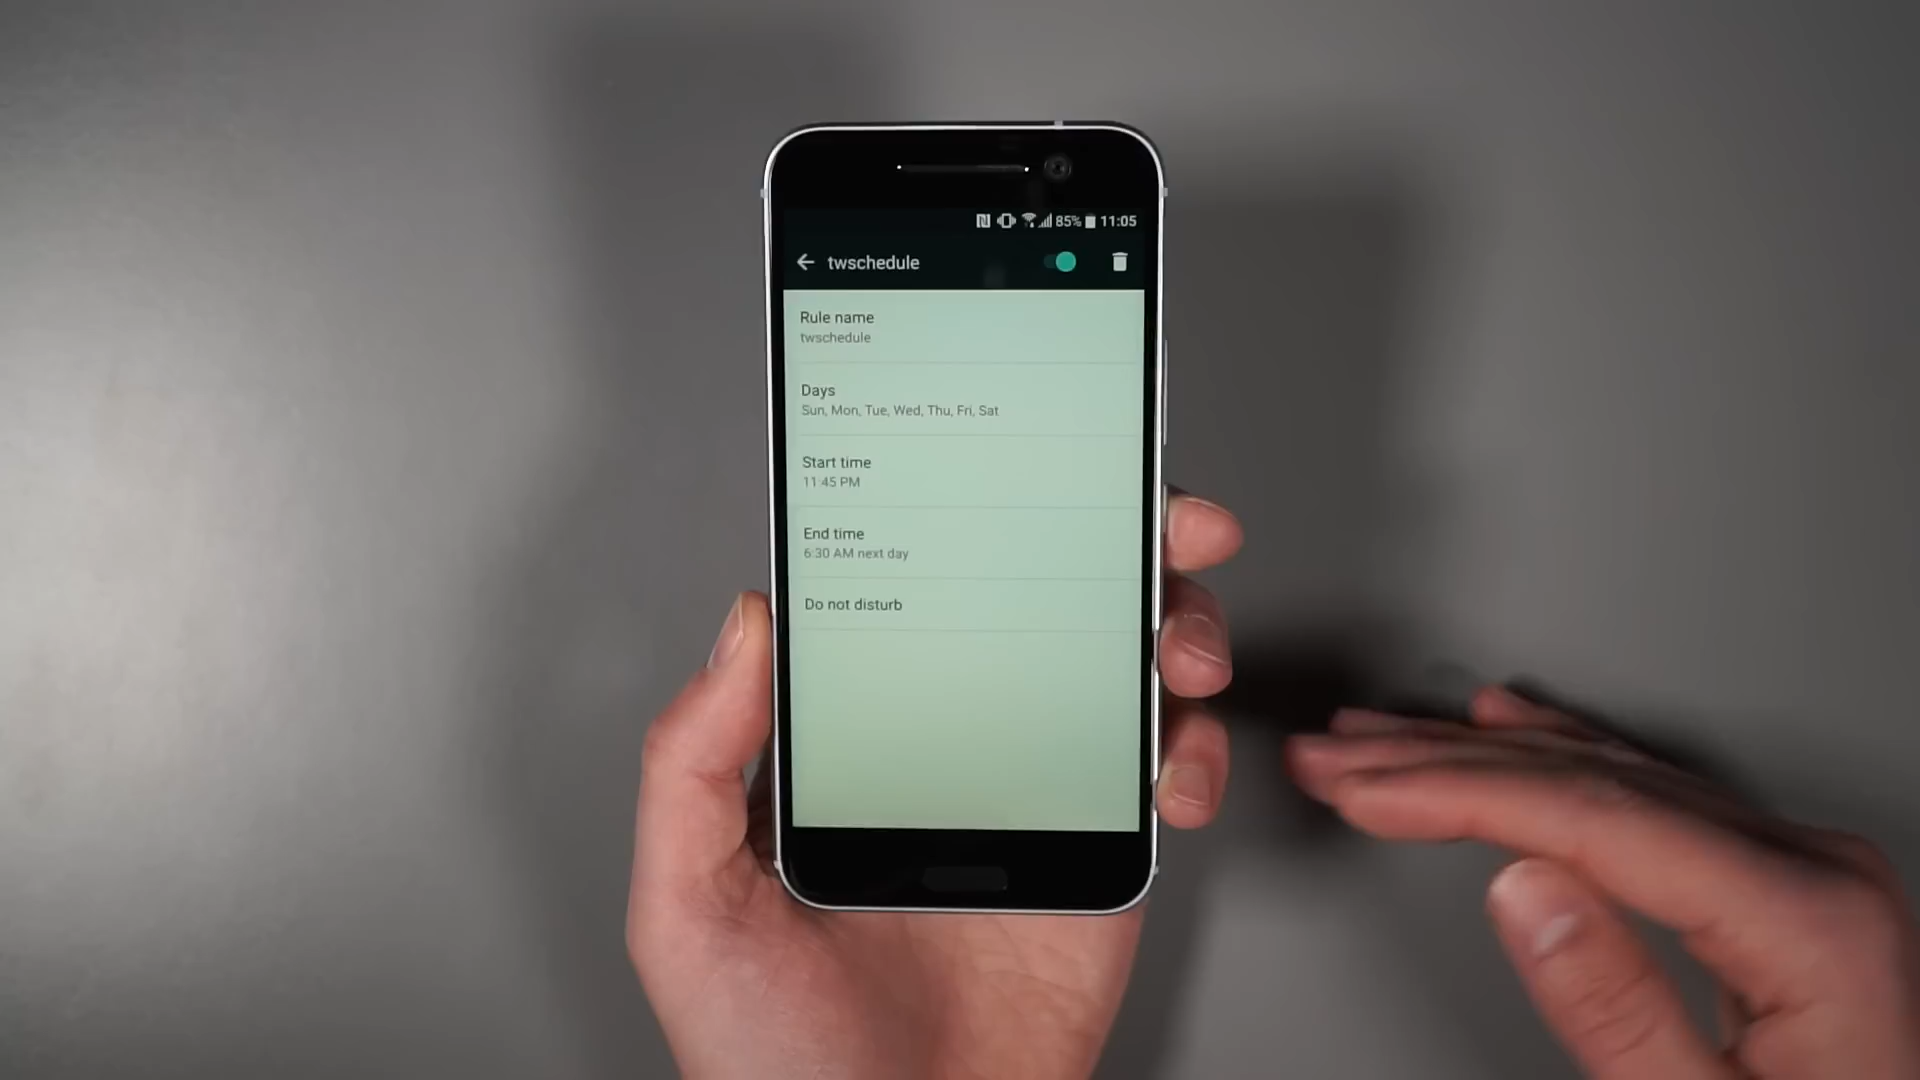 85% 11:05
twschedule
Rule name
twschedule
Days
Sun, Mon, Tue, Wed, Thu, Fri, Sat
Start time
11:45 PM
End time
6:30 AM next day
Do not disturb